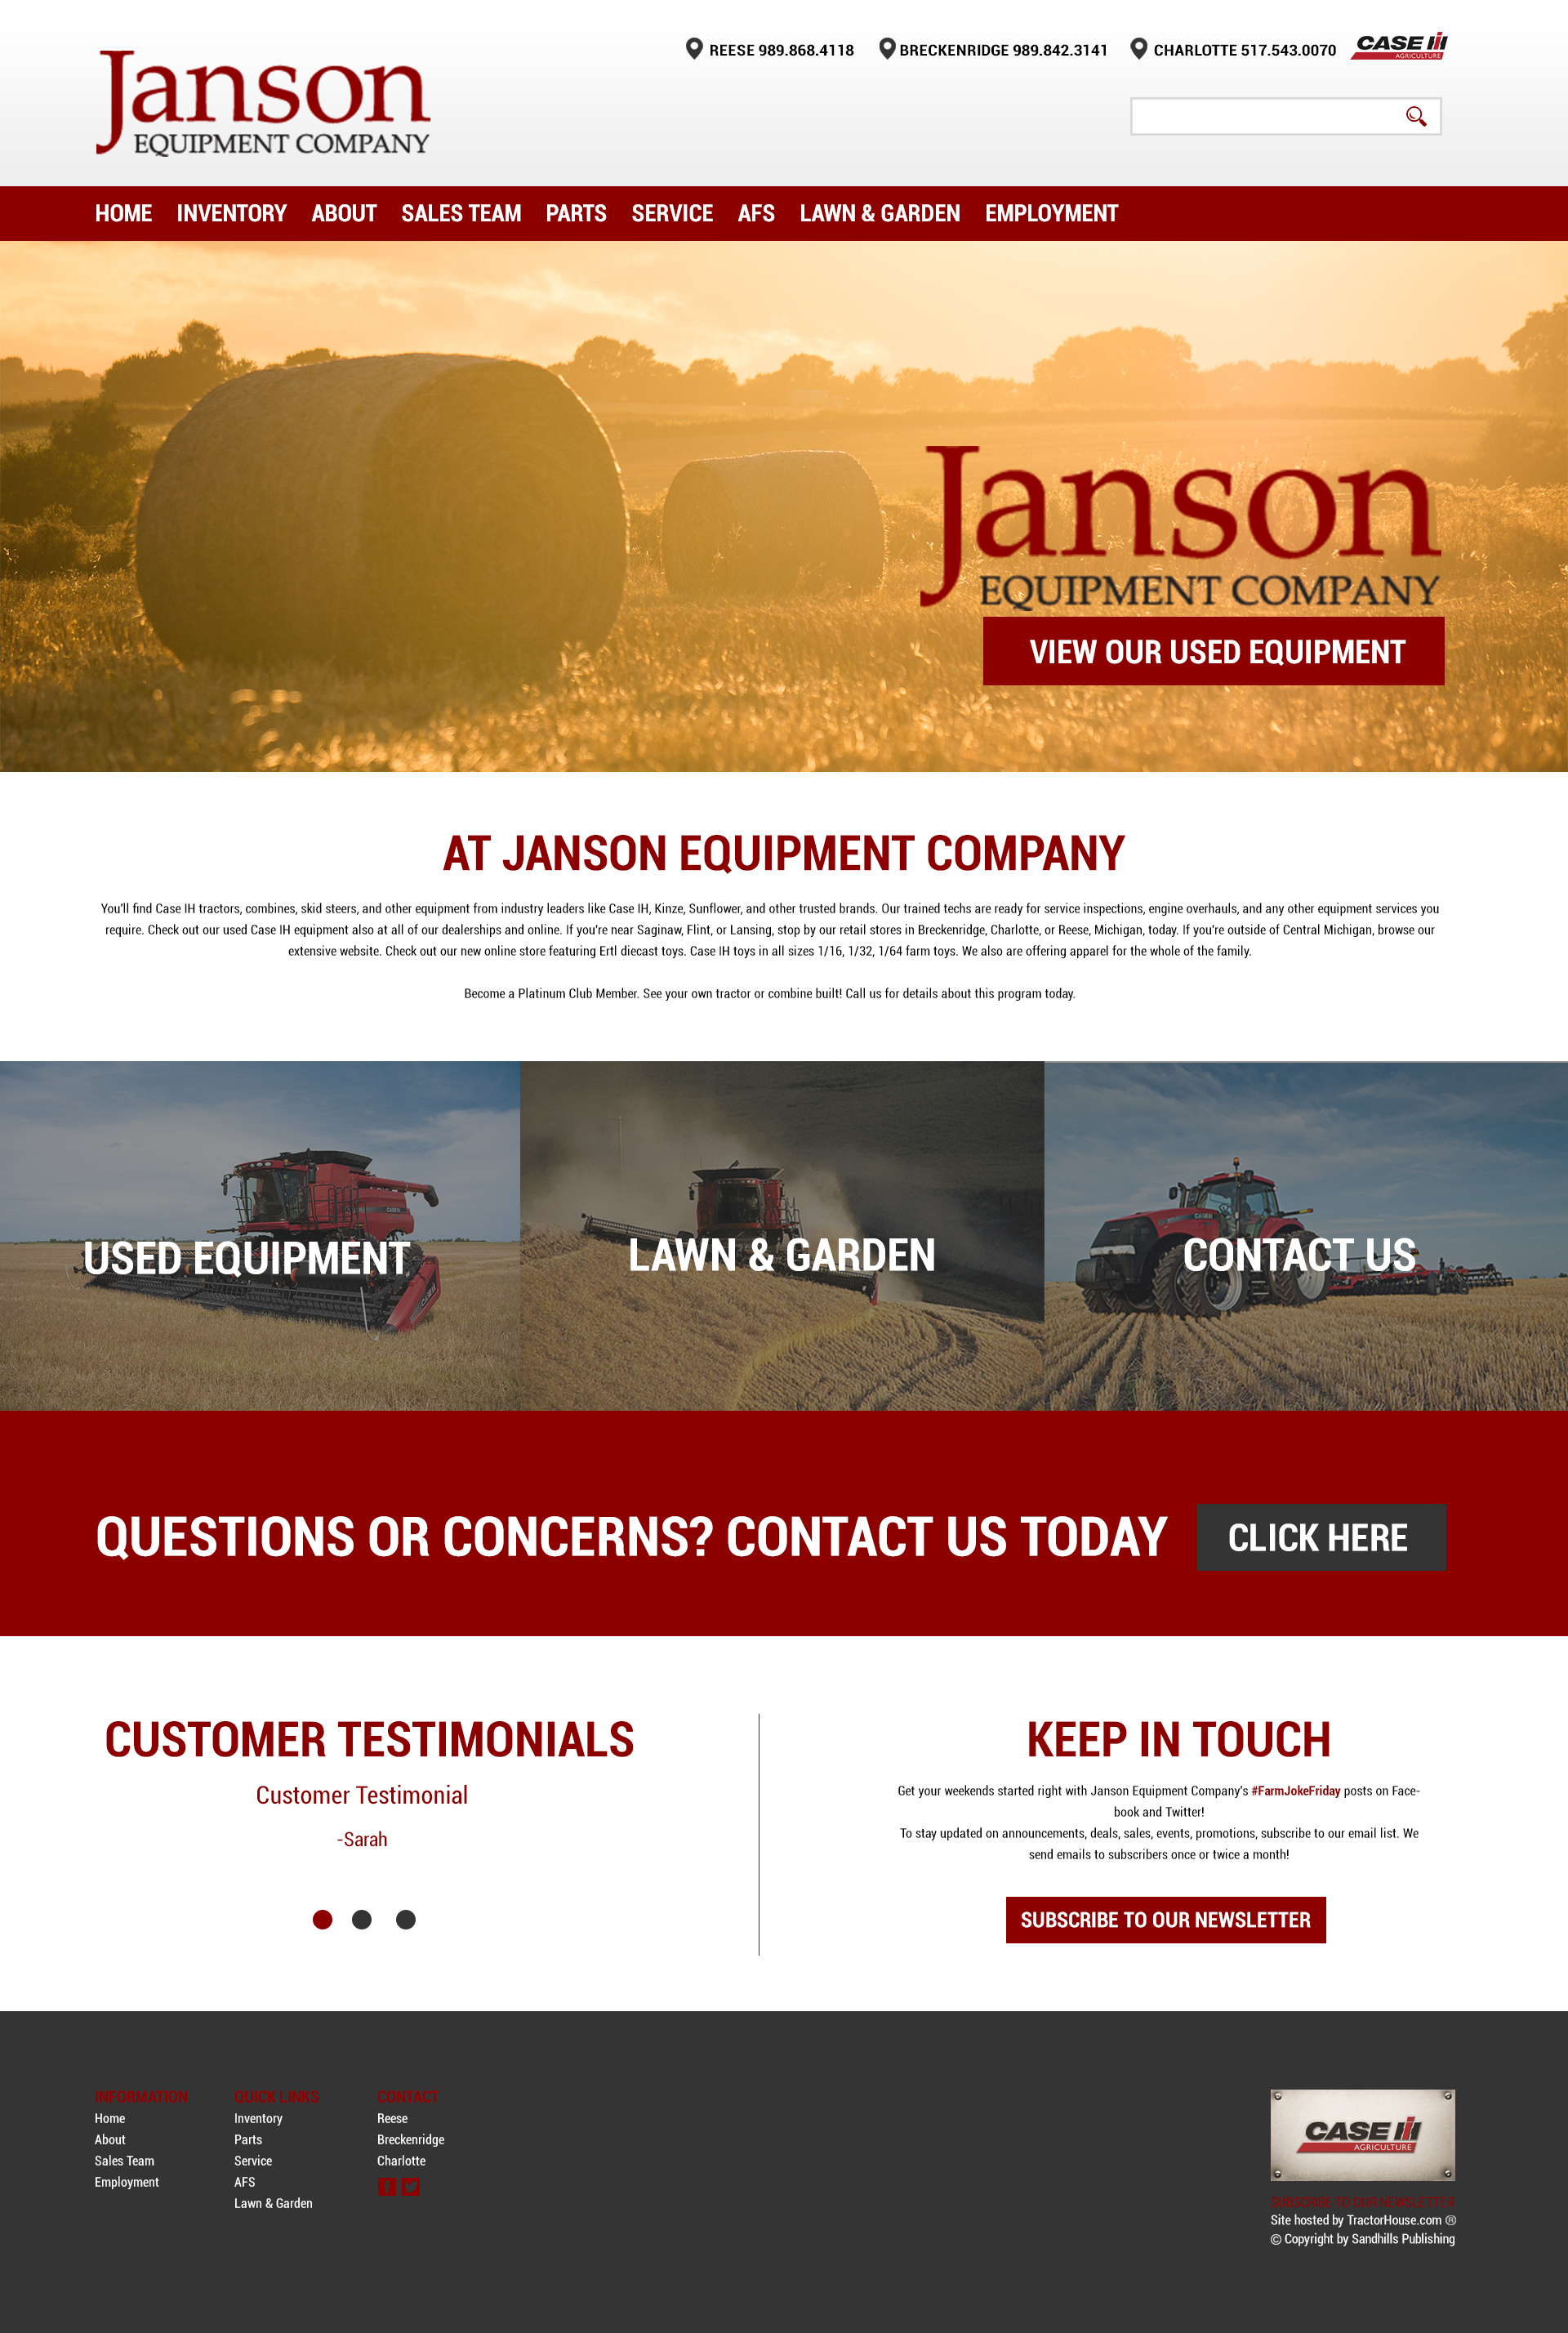 REESE 989.868.4118
BRECKENRIDGE 989.842.3141
CHARLOTTE 517.543.0070
CASE IH
AGRICULTURE
Janson
EQUIPMENT COMPANY
HOME INVENTORY ABOUT SALES TEAM PARTS SERVICE AFS LAWN & GARDEN EMPLOYMENT
Janson
EQUIPMENT COMPANY
VIEW OUR USED EQUIPMENT
AT JANSON EQUIPMENT COMPANY
You'll find Case IH tractors, combines, skid steers, and other equipment from industry leaders like Case IH, Kinze, Sunflower, and other trusted brands. Our trained techs are ready for service inspections, engine overhauls, and any other equipment services you
require. Check out our used Case IH equipment also at all of our dealerships and online. If you're near Saginaw, Flint, or Lansing, stop by our retail stores in Breckenridge, Charlotte, or Reese, Michigan, today. If you're outside of Central Michigan, browse our
extensive website. Check out our new online store featuring Ertl diecast toys. Case IH toys in all sizes 1/16, 1/32, 1/64 farm toys. We also are offering apparel for the whole of the family.
Become a Platinum Club Member. See your own tractor or combine built! Call us for details about this program today.
USED EQUIPMENT
LAWN & GARDEN
CONTACT US
QUESTIONS OR CONCERNS? CONTACT US TODAY
CLICK HERE
CUSTOMER TESTIMONIALS
Customer Testimonial
-Sarah
KEEP IN TOUCH
Get your weekends started right with Janson Equipment Company's #FarmJokeFriday posts on Face-
book and Twitter!
To stay updated on announcements, deals, sales, events, promotions, subscribe to our email list. We
send emails to subscribers once or twice a month!
SUBSCRIBE TO OUR NEWSLETTER
INFORMATION
Home
About
Sales Team
Employment
QUICK LINKS
Inventory
Parts
Service
AFS
Lawn & Garden
CONTACT
Reese
Breckenridge
Charlotte
CASE IH
AGRICULTURE
SUBSCRIBE TO OUR NEWSLETTER
Site hosted by TractorHouse.com ®
© Copyright by Sandhills Publishing